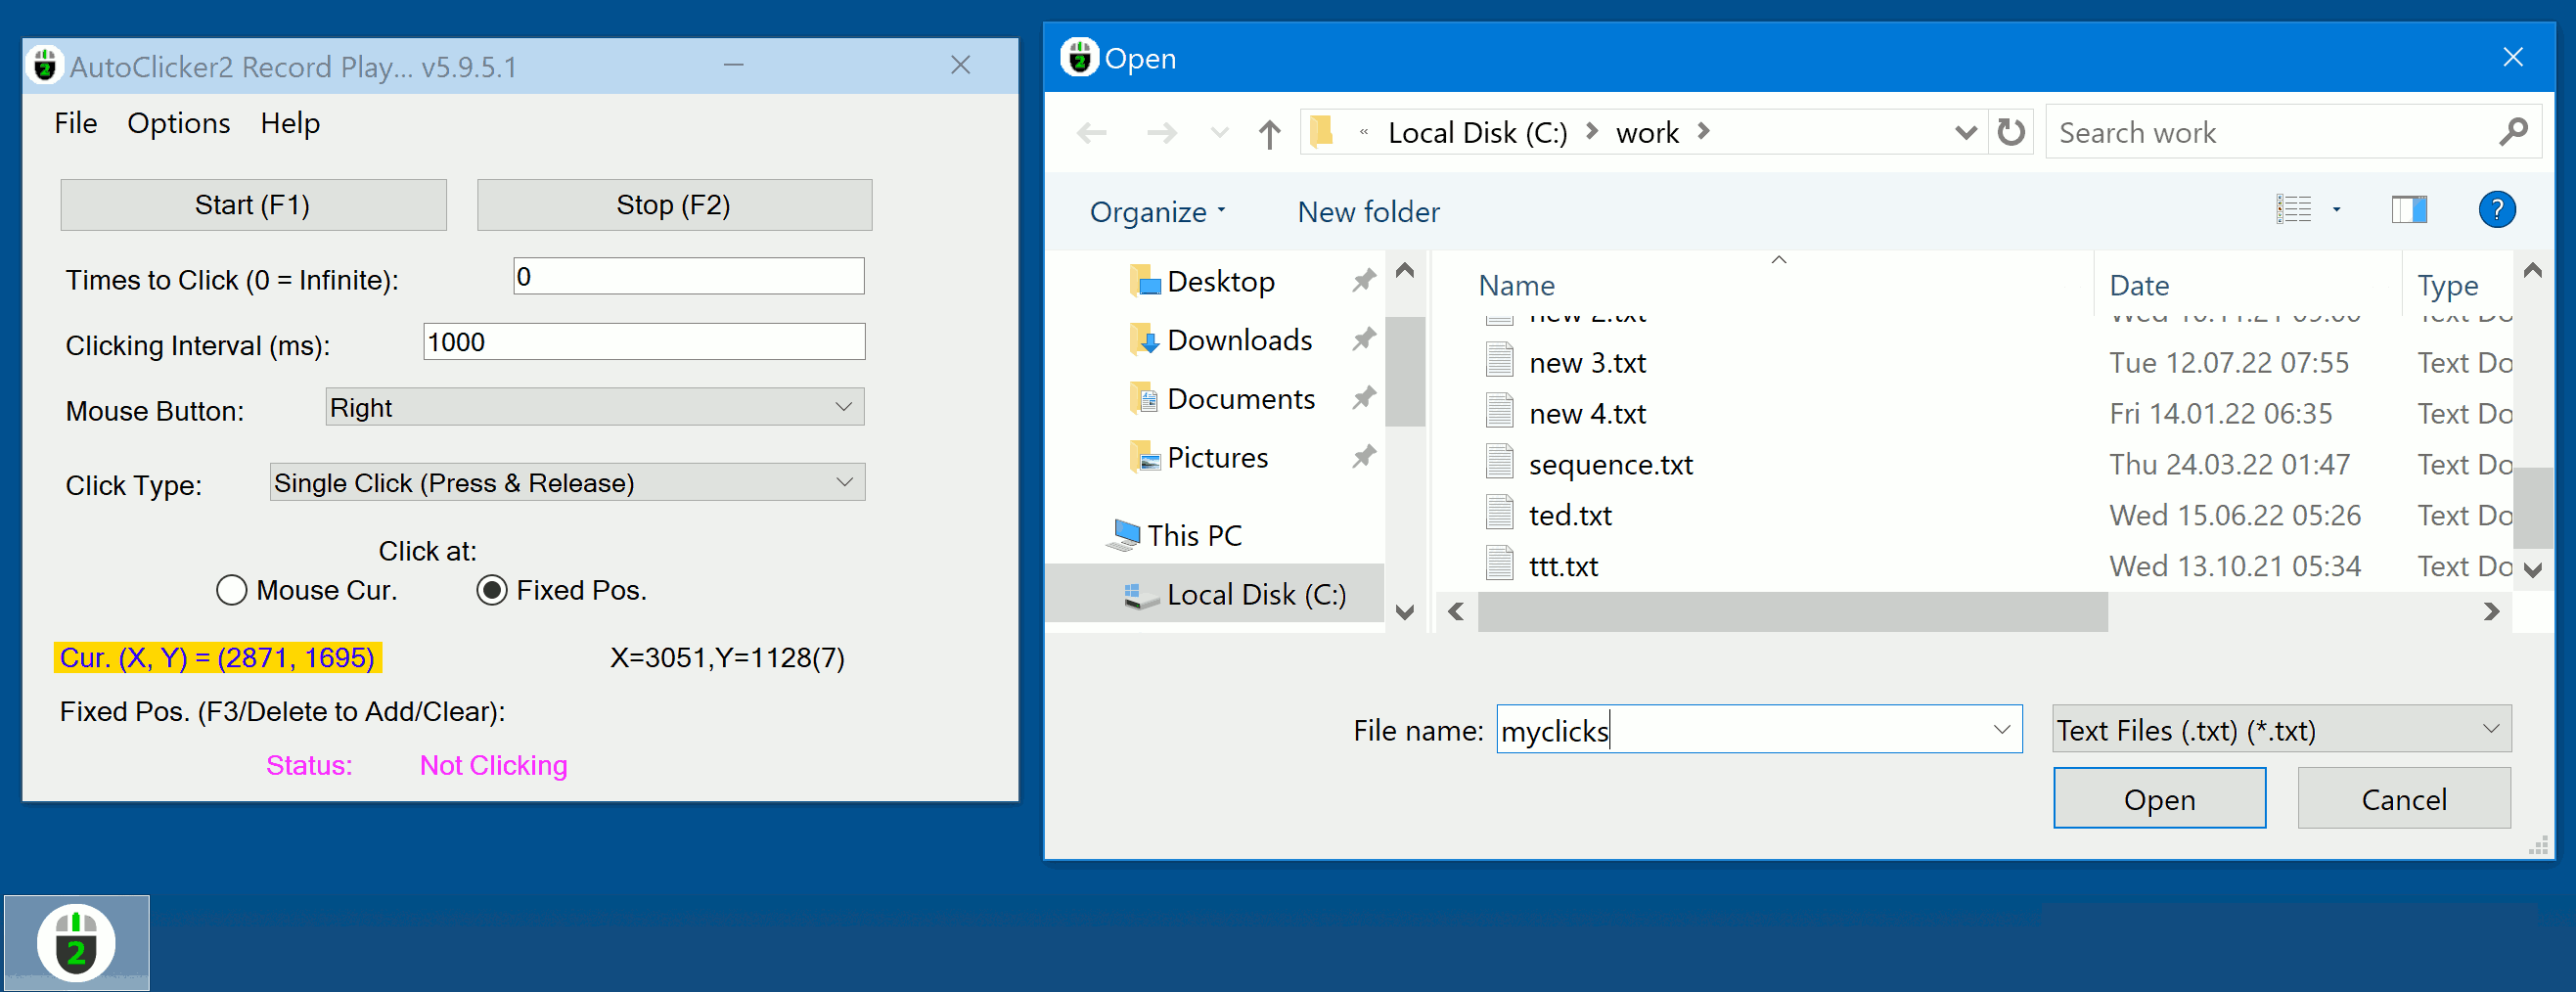 AutoClicker2 Record Play... v5.9.5.1
File Options Help
Start (F1) Stop (F2)
Times to Click (0 = Infinite): 0
Clicking Interval (ms): 1000
Mouse Button: Right
Click Type: Single Click (Press & Release)
Click at:
Mouse Cur. Fixed Pos.
Cur. (X, Y) = (2871, 1695) X=3051,Y=1128(7)
Fixed Pos. (F3/Delete to Add/Clear):
Status: Not Clicking
2
Open
« Local Disk (C:) > work > Search work
Organize New folder ?
Desktop
Downloads
Documents
Pictures
This PC
Local Disk (C:)
Name Date Type
new 2.txt
new 3.txt Tue 12.07.22 07:55 Text Do
new 4.txt Fri 14.01.22 06:35 Text Do
sequence.txt Thu 24.03.22 01:47 Text Do
ted.txt Wed 15.06.22 05:26 Text Do
ttt.txt Wed 13.10.21 05:34 Text Do
File name: myclicks Text Files (.txt) (*.txt)
Open Cancel
2